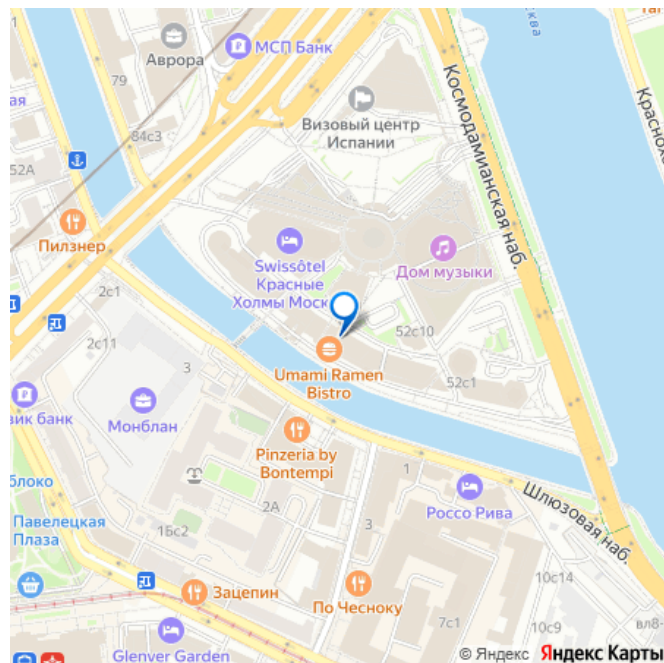 МСП Банк
Аврора
79
84с3
52А
Визовый центр
Испании
Космодамианская наб.
Пилзнер
Swissôtel
Красные
Холмы Моск
Дом музыки
2с1
2с11
3
52с10
52с1
Umami Ramen
Bistro
вик банк
Монблан
Pinzeria by
Bontempi
блоко
Павелецкая
Плаза
2А
1Бс2
1
3
Россо Рива
Шлюзовая наб.
Зацепин
По Чесноку
7с1
10с14
10с9
вл8-
Glenver Garden
© Яндекс Яндекс Карты